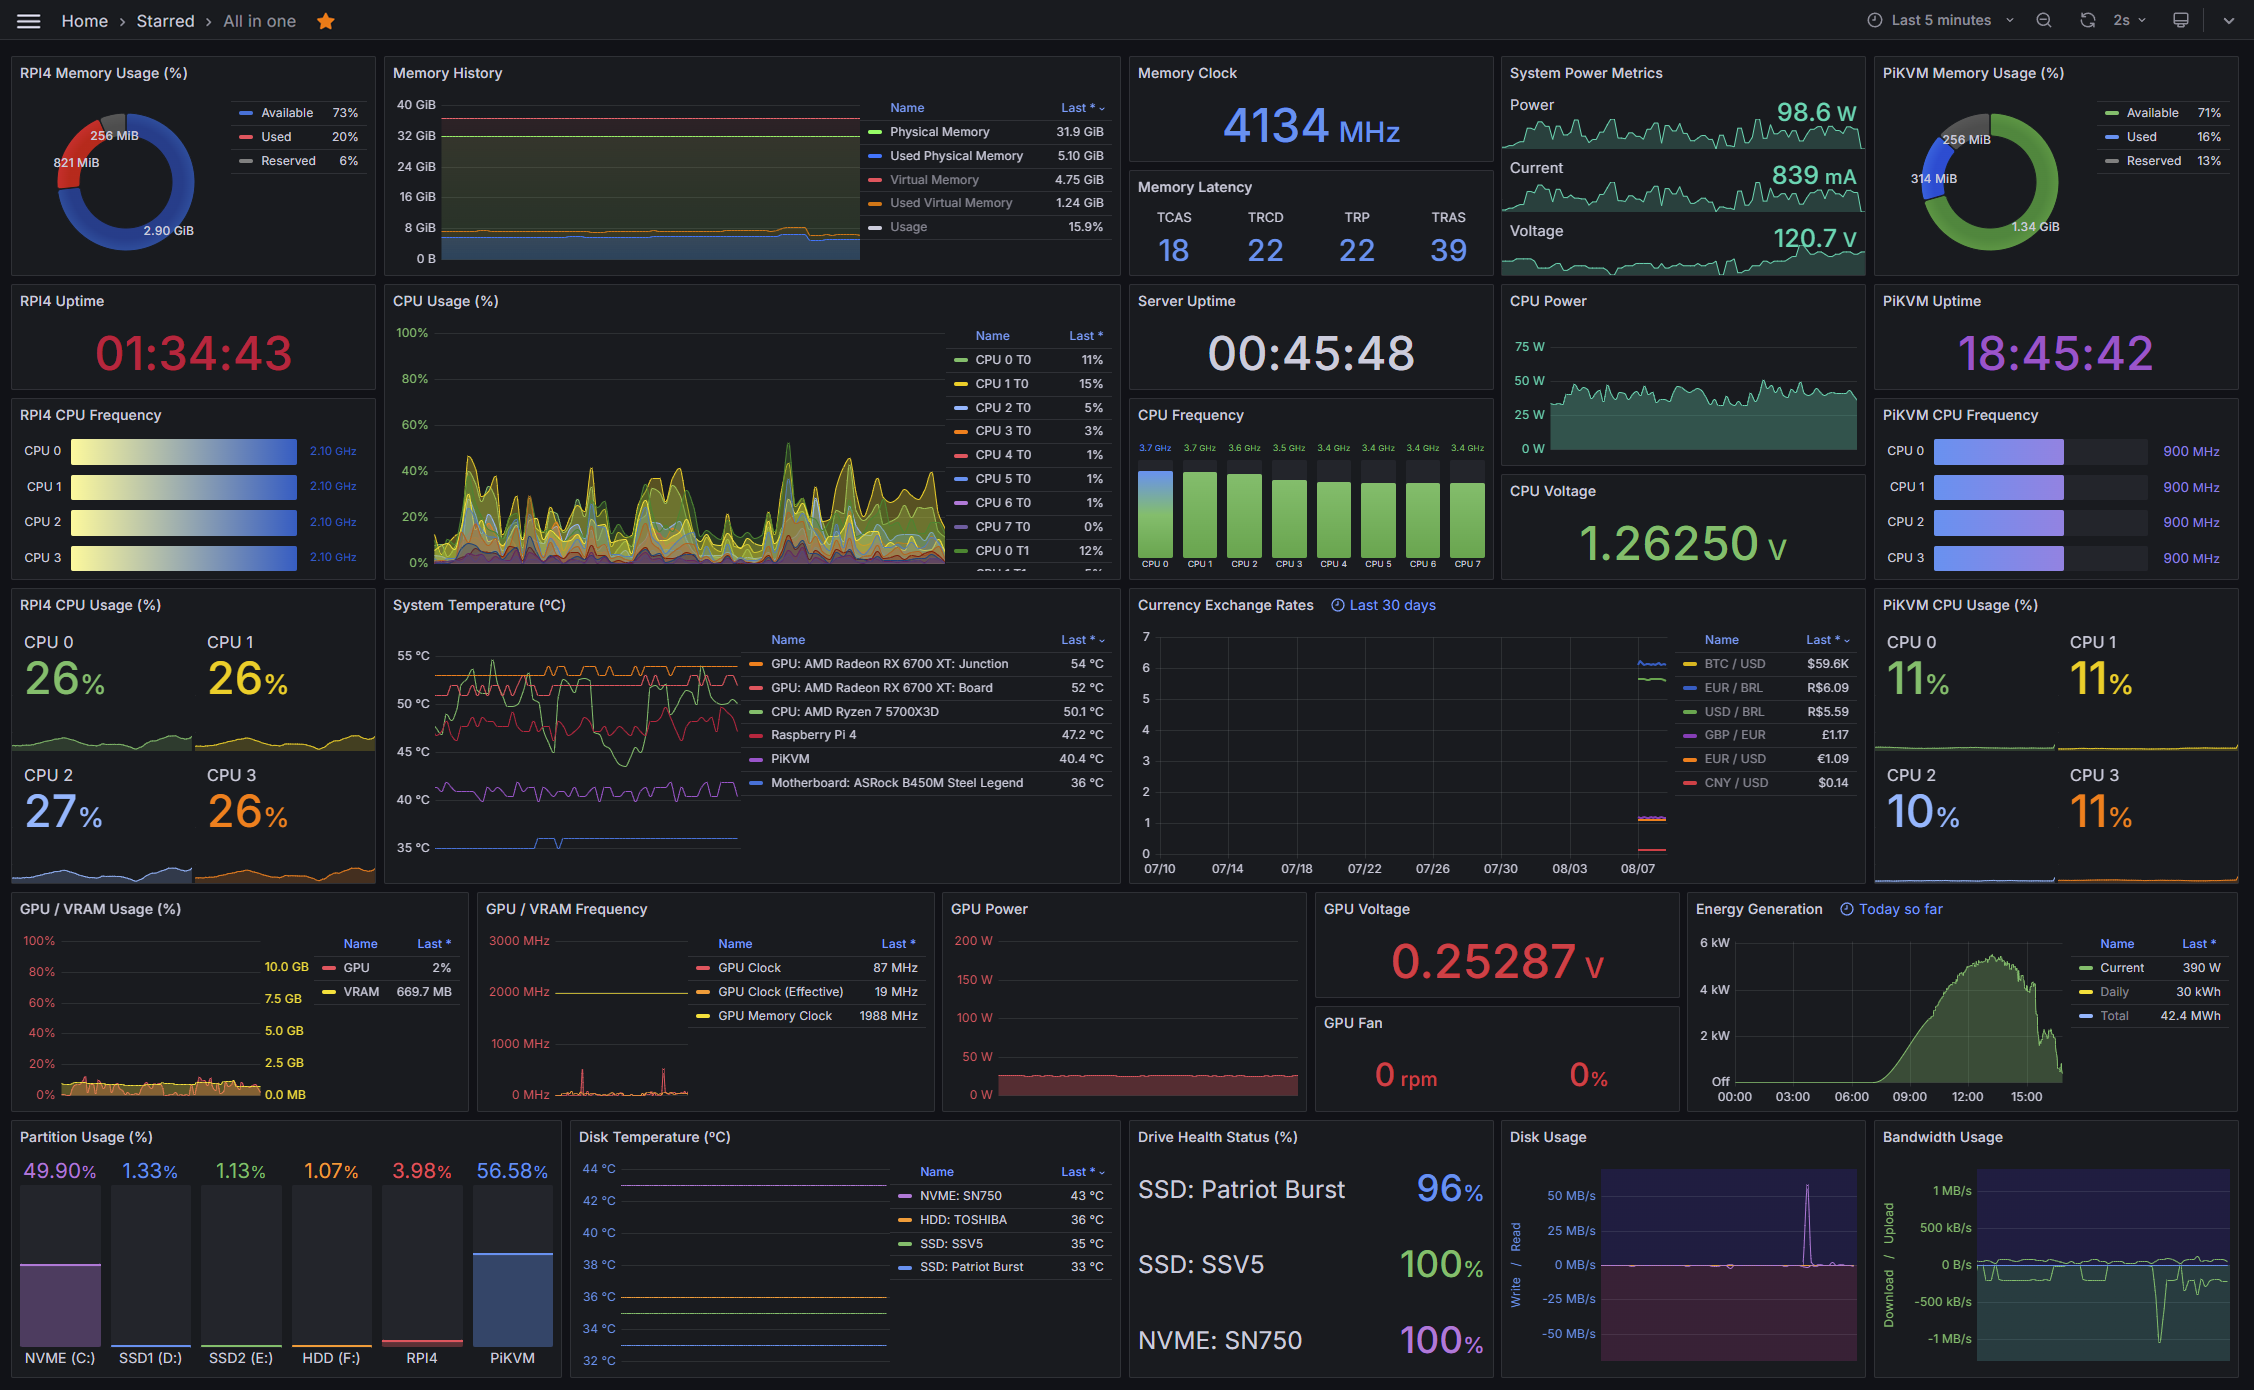 Home › Starred › All in one
Last 5 minutes
2s
RPI4 Memory Usage (%)
256 MiB
821 MiB
2.90 GiB
Available 73%
Used 20%
Reserved 6%
Memory History
40 GiB
32 GiB
24 GiB
16 GiB
8 GiB
0 B
Name Last *
Physical Memory 31.9 GiB
Used Physical Memory 5.10 GiB
Virtual Memory 4.75 GiB
Used Virtual Memory 1.24 GiB
Usage 15.9%
Memory Clock
4134 MHz
Memory Latency
TCAS TRCD TRP TRAS
18 22 22 39
System Power Metrics
Power
98.6 W
Current
839 mA
Voltage
120.7 V
PiKVM Memory Usage (%)
256 MiB
314 MiB
1.34 GiB
Available 71%
Used 16%
Reserved 13%
RPI4 Uptime
01:34:43
RPI4 CPU Frequency
CPU 0 2.10 GHz
CPU 1 2.10 GHz
CPU 2 2.10 GHz
CPU 3 2.10 GHz
CPU Usage (%)
100%
80%
60%
40%
20%
0%
Name Last *
CPU 0 T0 11%
CPU 1 T0 15%
CPU 2 T0 5%
CPU 3 T0 3%
CPU 4 T0 1%
CPU 5 T0 1%
CPU 6 T0 1%
CPU 7 T0 0%
CPU 0 T1 12%
Server Uptime
00:45:48
CPU Frequency
3.7 GHz 3.7 GHz 3.6 GHz 3.5 GHz 3.4 GHz 3.4 GHz 3.4 GHz 3.4 GHz
CPU 0 CPU 1 CPU 2 CPU 3 CPU 4 CPU 5 CPU 6 CPU 7
CPU Power
75 W
50 W
25 W
0 W
CPU Voltage
1.26250 V
PiKVM Uptime
18:45:42
PiKVM CPU Frequency
CPU 0 900 MHz
CPU 1 900 MHz
CPU 2 900 MHz
CPU 3 900 MHz
RPI4 CPU Usage (%)
CPU 0 CPU 1
26% 26%
CPU 2 CPU 3
27% 26%
System Temperature (ºC)
55 °C
50 °C
45 °C
40 °C
35 °C
Name Last *
GPU: AMD Radeon RX 6700 XT: Junction 54 °C
GPU: AMD Radeon RX 6700 XT: Board 52 °C
CPU: AMD Ryzen 7 5700X3D 50.1 °C
Raspberry Pi 4 47.2 °C
PiKVM 40.4 °C
Motherboard: ASRock B450M Steel Legend 36 °C
Currency Exchange Rates Last 30 days
7
6
5
4
3
2
1
0
07/10 07/14 07/18 07/22 07/26 07/30 08/03 08/07
Name Last *
BTC / USD $59.6K
EUR / BRL R$6.09
USD / BRL R$5.59
GBP / EUR £1.17
EUR / USD €1.09
CNY / USD $0.14
PiKVM CPU Usage (%)
CPU 0 CPU 1
11% 11%
CPU 2 CPU 3
10% 11%
GPU / VRAM Usage (%)
100%
80%
60%
40%
20%
0%
10.0 GB
7.5 GB
5.0 GB
2.5 GB
0.0 MB
Name Last *
GPU 2%
VRAM 669.7 MB
GPU / VRAM Frequency
3000 MHz
2000 MHz
1000 MHz
0 MHz
Name Last *
GPU Clock 87 MHz
GPU Clock (Effective) 19 MHz
GPU Memory Clock 1988 MHz
GPU Power
200 W
150 W
100 W
50 W
0 W
GPU Voltage
0.25287 V
GPU Fan
0 rpm 0%
Energy Generation Today so far
6 kW
4 kW
2 kW
Off
00:00 03:00 06:00 09:00 12:00 15:00
Name Last *
Current 390 W
Daily 30 kWh
Total 42.4 MWh
Partition Usage (%)
49.90% 1.33% 1.13% 1.07% 3.98% 56.58%
NVME (C:) SSD1 (D:) SSD2 (E:) HDD (F:) RPI4 PiKVM
Disk Temperature (ºC)
44 °C
42 °C
40 °C
38 °C
36 °C
34 °C
32 °C
Name Last *
NVME: SN750 43 °C
HDD: TOSHIBA 36 °C
SSD: SSV5 35 °C
SSD: Patriot Burst 33 °C
Drive Health Status (%)
SSD: Patriot Burst 96%
SSD: SSV5 100%
NVME: SN750 100%
Disk Usage
Write / Read
50 MB/s
25 MB/s
0 MB/s
-25 MB/s
-50 MB/s
Bandwidth Usage
Download / Upload
1 MB/s
500 kB/s
0 B/s
-500 kB/s
-1 MB/s